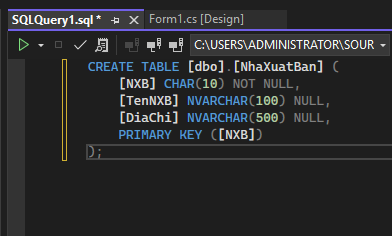 SQLQuery1.sql* Form1.cs [Design]
C:\USERS\ADMINISTRATOR\SOUR
CREATE TABLE [dbo].[NhaXuatBan] (
[NXB] CHAR(10) NOT NULL,
[TenNXB] NVARCHAR(100) NULL,
[DiaChi] NVARCHAR(500) NULL,
PRIMARY KEY ([NXB])
);